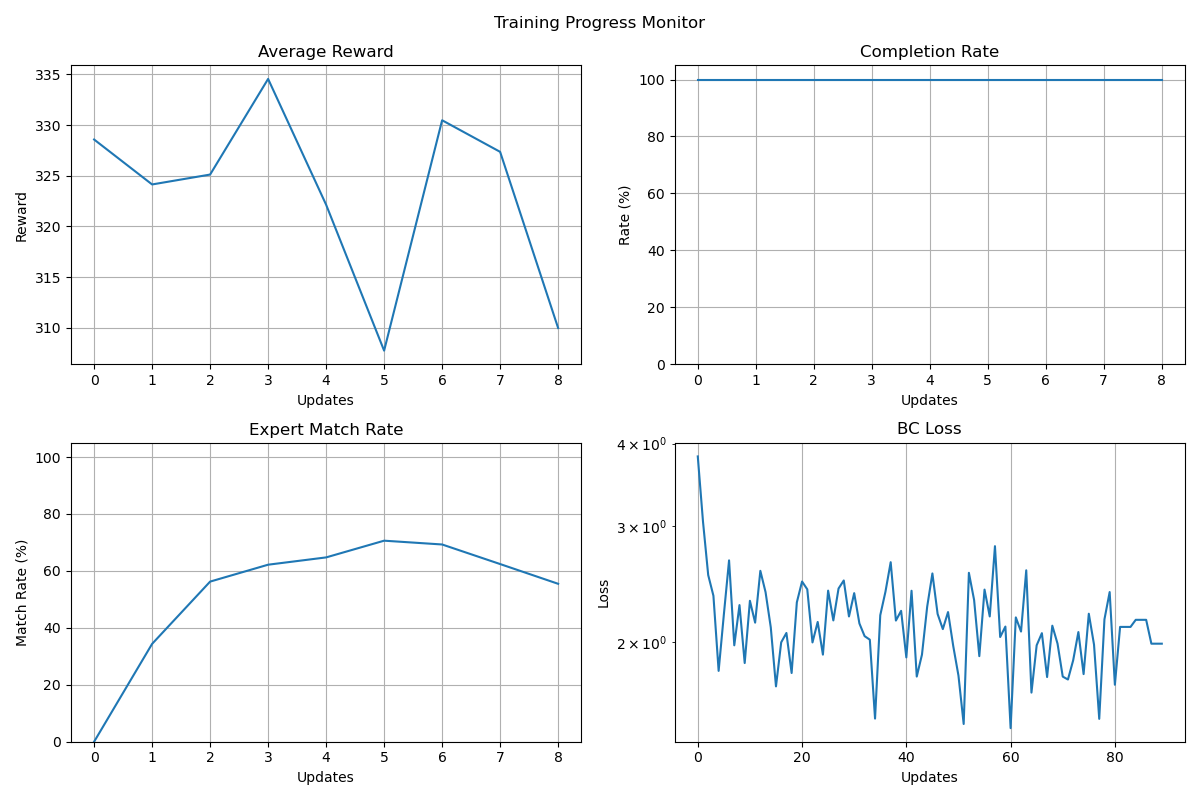 Training Progress Monitor
Average Reward
335
330
325
320
315
310
Reward
0 1 2 3 4 5 6 7 8
Updates
Completion Rate
100
80
60
40
20
0
Rate (%)
0 1 2 3 4 5 6 7 8
Updates
Expert Match Rate
100
80
60
40
20
0
Match Rate (%)
0 1 2 3 4 5 6 7 8
Updates
BC Loss
4 × 10⁰
3 × 10⁰
2 × 10⁰
Loss
0 20 40 60 80
Updates